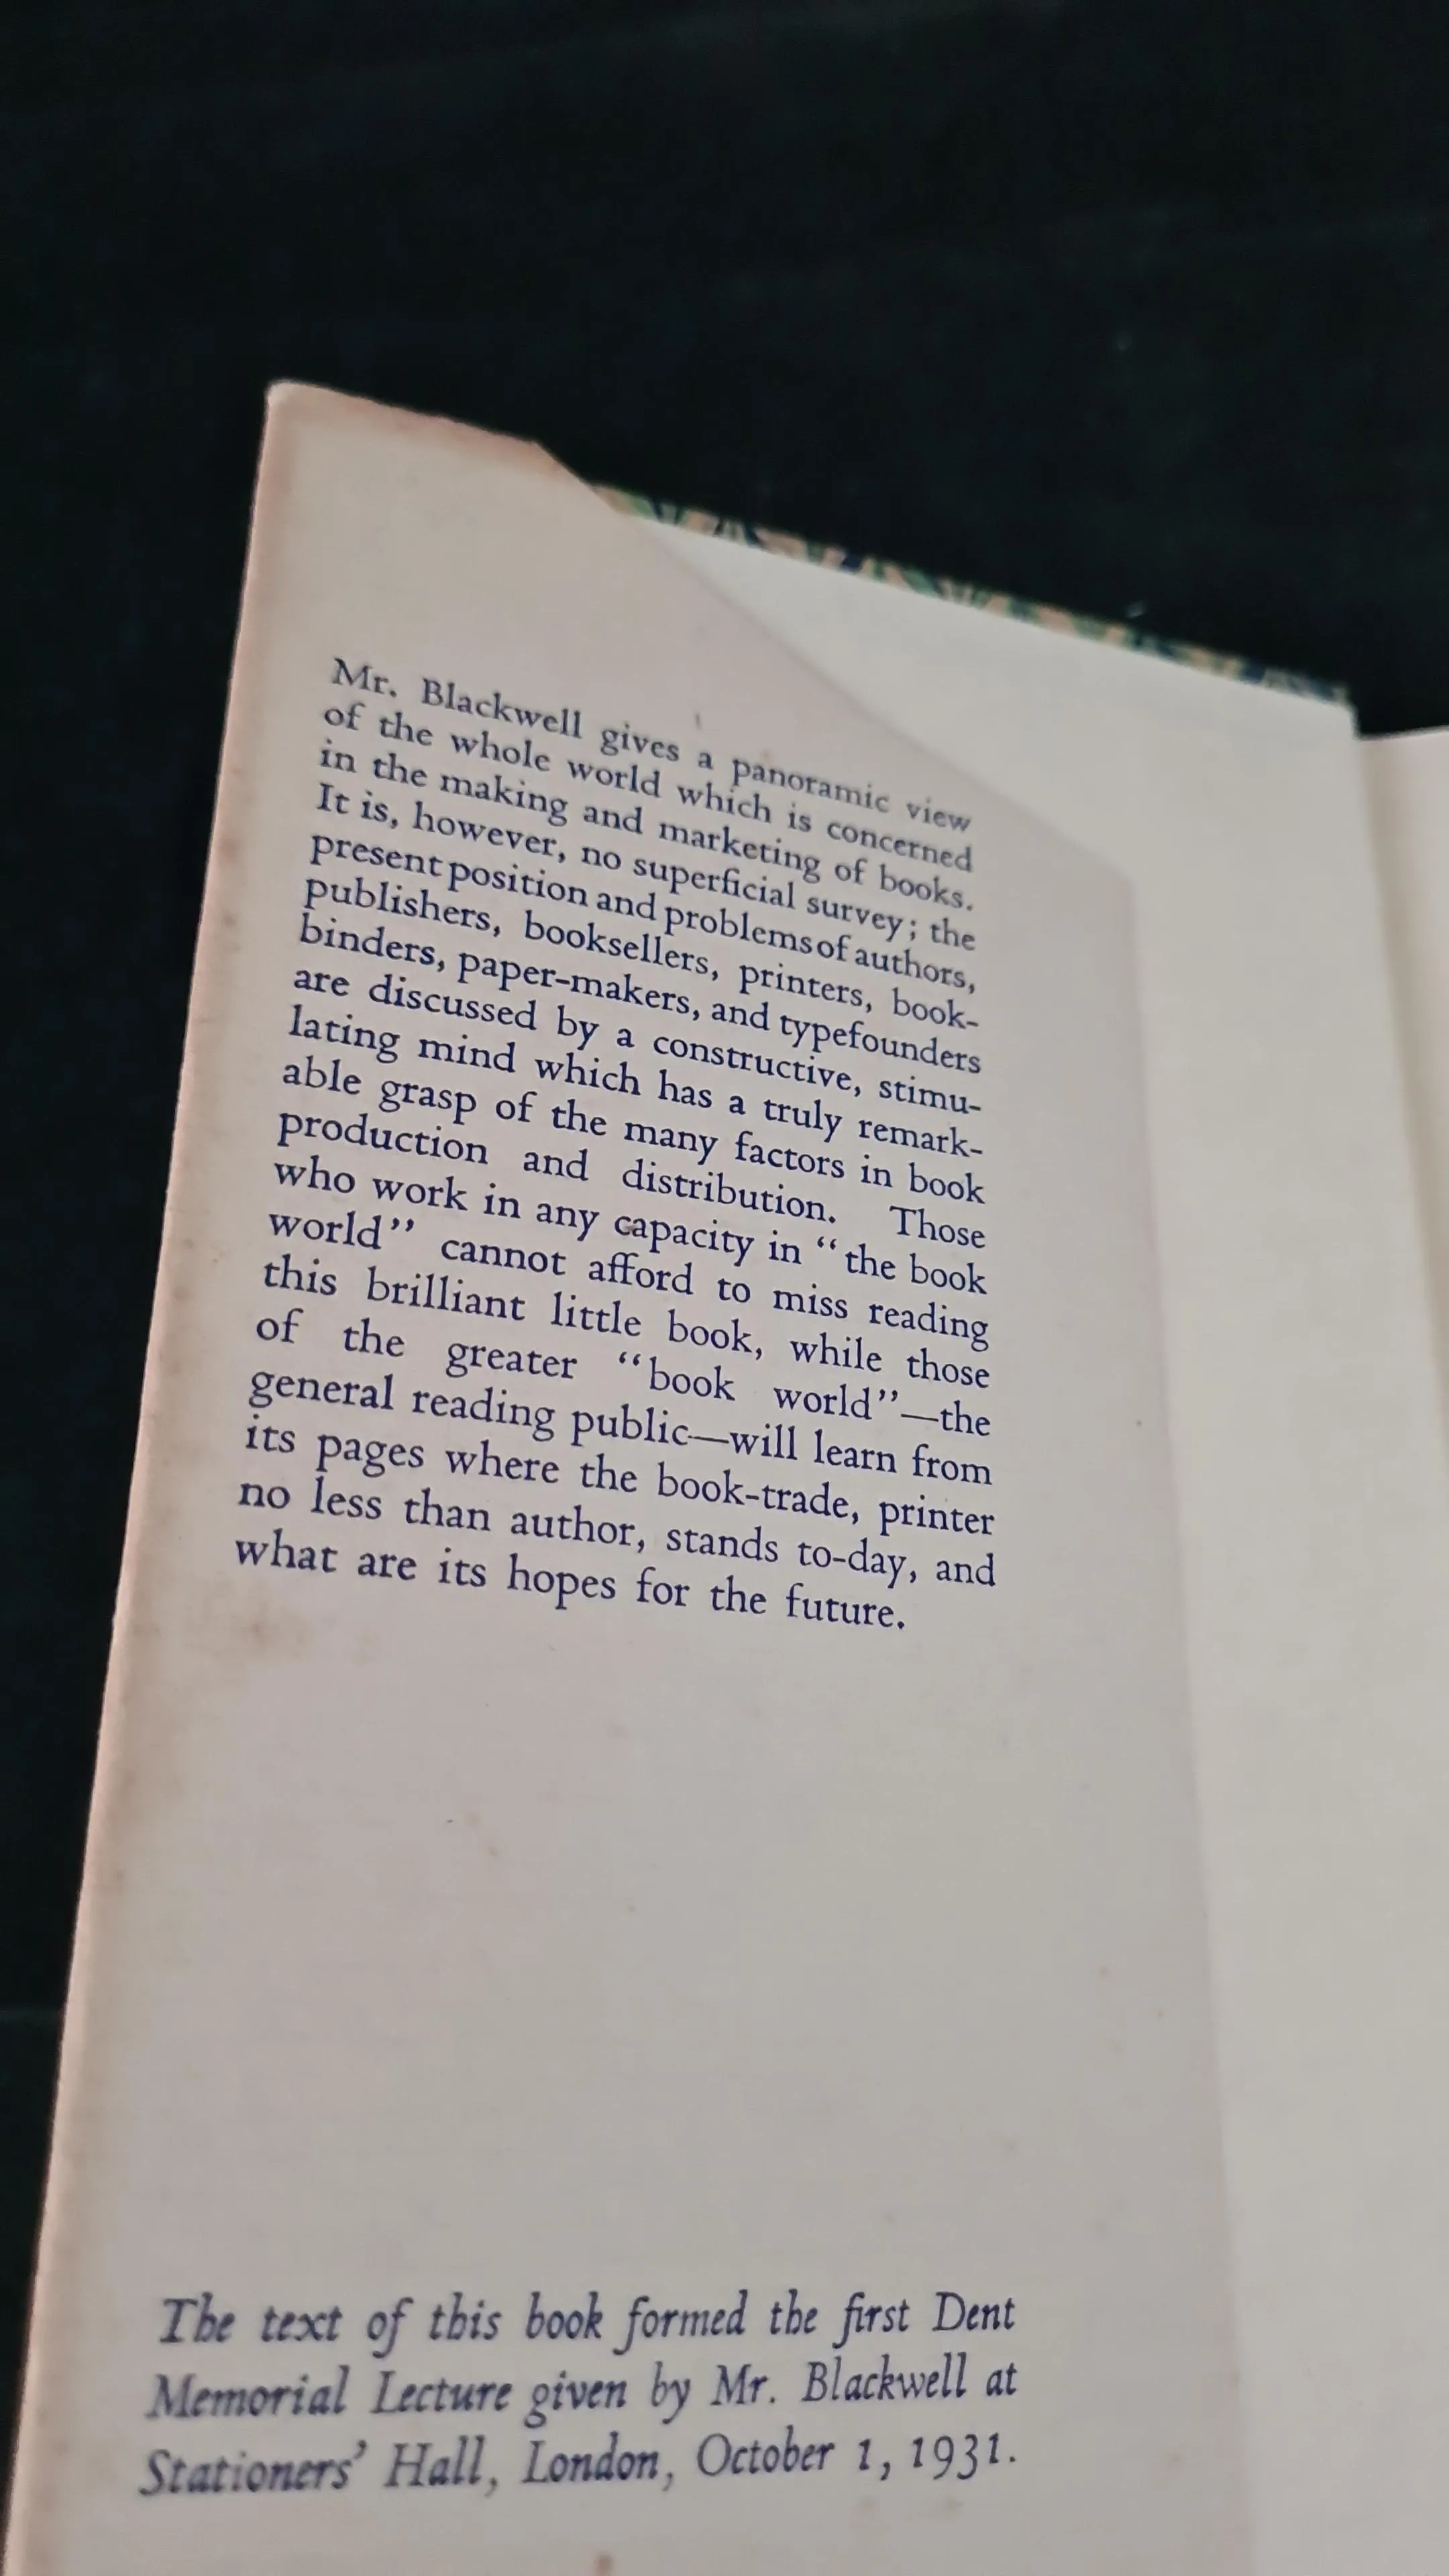 Mr. Blackwell gives a panoramic view
of the whole world which is concerned
in the making and marketing of books.
It is, however, no superficial survey; the
present position and problems of authors,
publishers, booksellers, printers, book-
binders, paper-makers, and typefounders
are discussed by a constructive, stimu-
lating mind which has a truly remark-
able grasp of the many factors in book
production and distribution. Those
who work in any capacity in “the book
world” cannot afford to miss reading
this brilliant little book, while those
of the greater “book world”—the
general reading public—will learn from
its pages where the book-trade, printer
no less than author, stands to-day, and
what are its hopes for the future.
The text of this book formed the first Dent
Memorial Lecture given by Mr. Blackwell at
Stationers’ Hall, London, October 1, 1931.